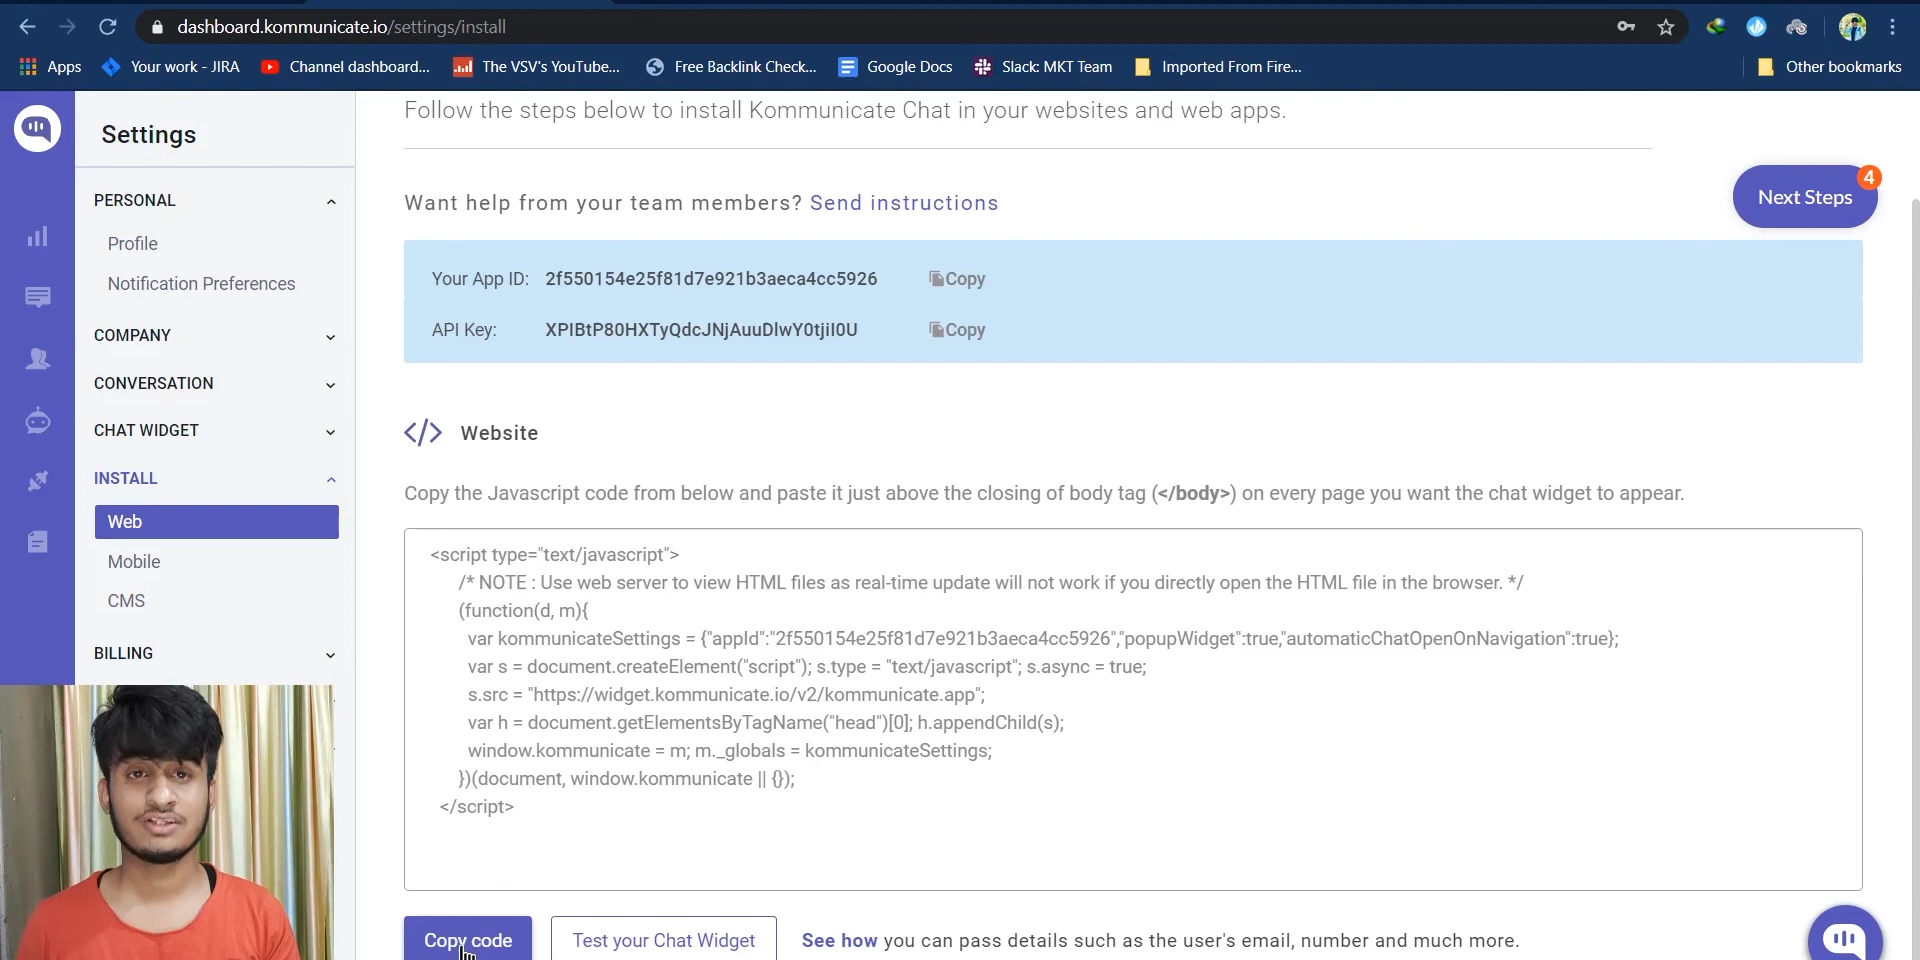 dashboard.kommunicate.io/settings/install
Apps Your work - JIRA Channel dashboard... The VSV's YouTube... Free Backlink Check... Google Docs Slack: MKT Team Imported From Fire... Other bookmarks
Settings
PERSONAL
Profile
Notification Preferences
COMPANY
CONVERSATION
CHAT WIDGET
INSTALL
Web
Mobile
CMS
BILLING
Follow the steps below to install Kommunicate Chat in your websites and web apps.
Next Steps
4
Want help from your team members? Send instructions
Your App ID: 2f550154e25f81d7e921b3aeca4cc5926 Copy
API Key: XPIBtP80HXTyQdcJNjAuuDlwY0tjiI0U Copy
</> Website
Copy the Javascript code from below and paste it just above the closing of body tag (</body>) on every page you want the chat widget to appear.
<script type="text/javascript">
/* NOTE : Use web server to view HTML files as real-time update will not work if you directly open the HTML file in the browser. */
(function(d, m){
var kommunicateSettings = {"appId":"2f550154e25f81d7e921b3aeca4cc5926","popupWidget":true,"automaticChatOpenOnNavigation":true};
var s = document.createElement("script"); s.type = "text/javascript"; s.async = true;
s.src = "https://widget.kommunicate.io/v2/kommunicate.app";
var h = document.getElementsByTagName("head")[0]; h.appendChild(s);
window.kommunicate = m; m._globals = kommunicateSettings;
})(document, window.kommunicate || {});
</script>
Copy code Test your Chat Widget See how you can pass details such as the user's email, number and much more.